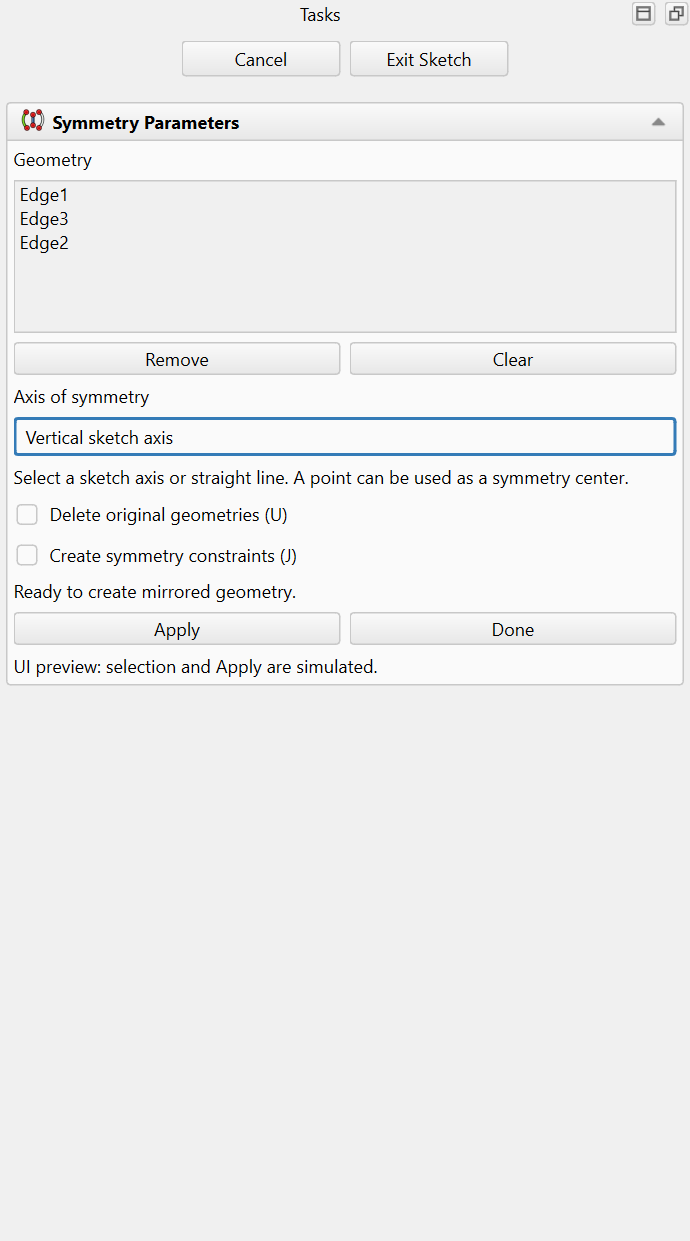 Tasks
Cancel
Exit Sketch
Symmetry Parameters
Geometry
Edge1
Edge3
Edge2
Remove
Clear
Axis of symmetry
Vertical sketch axis
Select a sketch axis or straight line. A point can be used as a symmetry center.
Delete original geometries (U)
Create symmetry constraints (J)
Ready to create mirrored geometry.
Apply
Done
UI preview: selection and Apply are simulated.